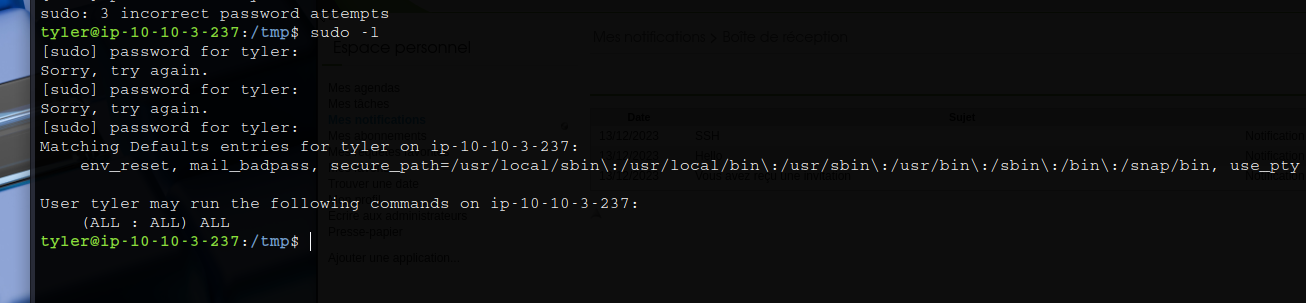 sudo: 3 incorrect password attempts
tyler@ip-10-10-3-237:/tmp$ sudo -l
[sudo] password for tyler:
Espace personnel
Mes notifications > Boîte de réception
Sorry, try again.
Mes agendas
[sudo] password for tyler:
Mes tâches
Sorry, try again.
Mes notifications
Date
Sujet
[sudo] password for tyler:
Mes abonnements
13/12/2023 SSH Notification
Matching Defaults entries for tyler on ip-10-10-3-237:
env_reset, mail_badpass, secure_path=/usr/local/sbin\:/usr/local/bin\:/usr/sbin\:/usr/bin\:/sbin\:/bin\:/snap/bin, use_pty
Trouver une date
User tyler may run the following commands on ip-10-10-3-237:
Ecrire aux administrateurs
(ALL : ALL) ALL
Presse-papier
tyler@ip-10-10-3-237:/tmp$
Ajouter une application...